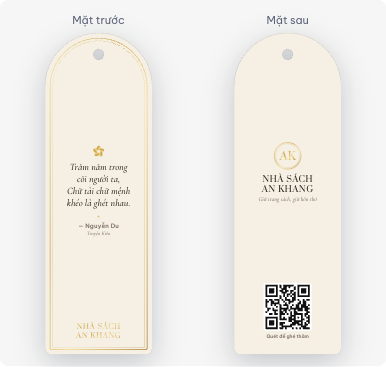 Mặt trước
Trăm năm trong
cõi người ta,
Chữ tài chữ mệnh
khéo là ghét nhau.
— Nguyễn Du
Truyện Kiều
NHÀ SÁCH
AN KHANG
Mặt sau
AK
NHÀ SÁCH
AN KHANG
Giữ trang sách, giữ hồn thơ
Quét để ghé thăm